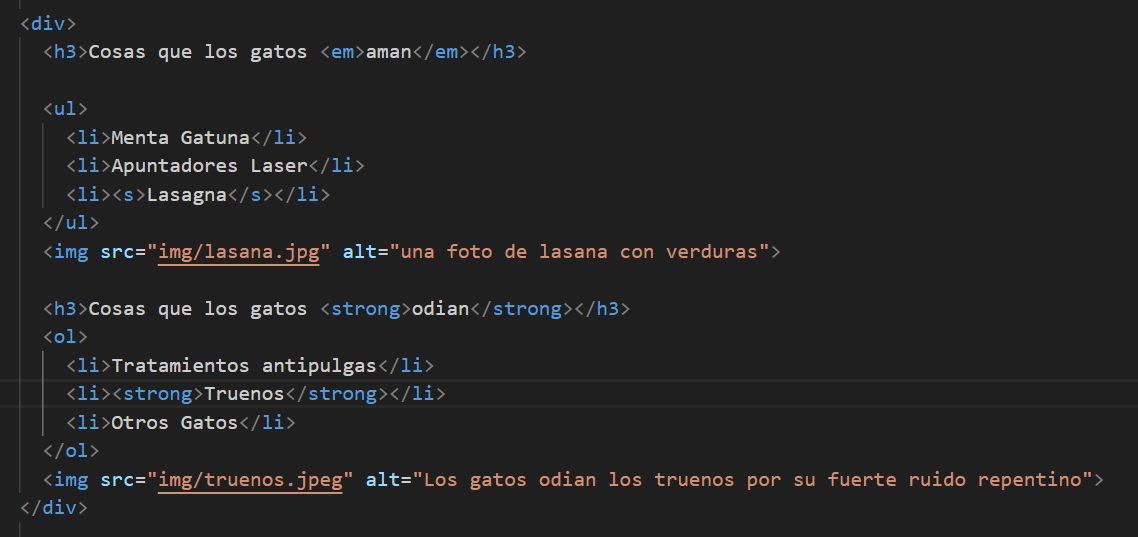 <div>
<h3>Cosas que los gatos <em>aman</em></h3>
<ul>
<li>Menta Gatuna</li>
<li>Apuntadores Laser</li>
<li><s>Lasagna</s></li>
</ul>
<img src="img/lasana.jpg" alt="una foto de lasana con verduras">
<h3>Cosas que los gatos <strong>odian</strong></h3>
<ol>
<li>Tratamientos antipulgas</li>
<li><strong>Truenos</strong></li>
<li>Otros Gatos</li>
</ol>
<img src="img/truenos.jpeg" alt="Los gatos odian los truenos por su fuerte ruido repentino">
</div>